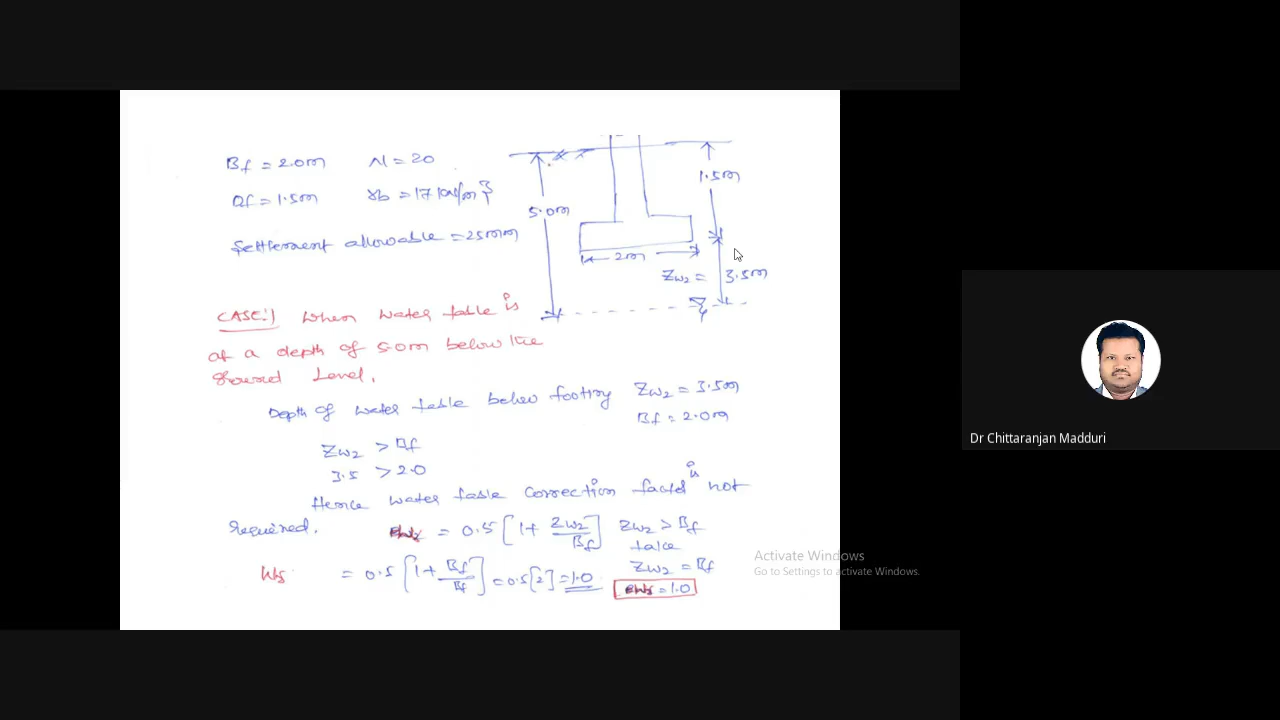 Bf = 2.0m N = 20
Df = 1.5m γb = 17 kN/m3
Settlement allowable = 25mm
1.5m
5.0m
2m
Zw2 = 3.5m
CASE:1) When water table is
at a depth of 5.0m below the
Ground Level.
Depth of water table below footing Zw2 = 3.5m
Bf = 2.0m
Zw2 > Bf
3.5 > 2.0
Hence water table correction factor is not
required.
= 0.5 [1 + Zw2/Bf] Zw2 > Bf
take
Zw2 = Bf
= 0.5 [1 + Bf/Bf] = 0.5[2] = 1.0
= 1.0
Activate Windows
Go to Settings to activate Windows.
Dr Chittaranjan Madduri